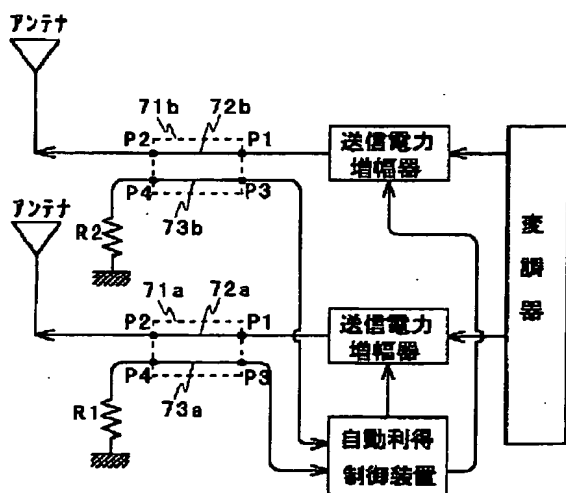 アンテナ
71b
72b
P2
P1
送信電力
増幅器
P4
P3
変調器
アンテナ
73b
R2
71a
72a
P2
P1
送信電力
増幅器
P4
P3
73a
R1
自動利得
制御装置